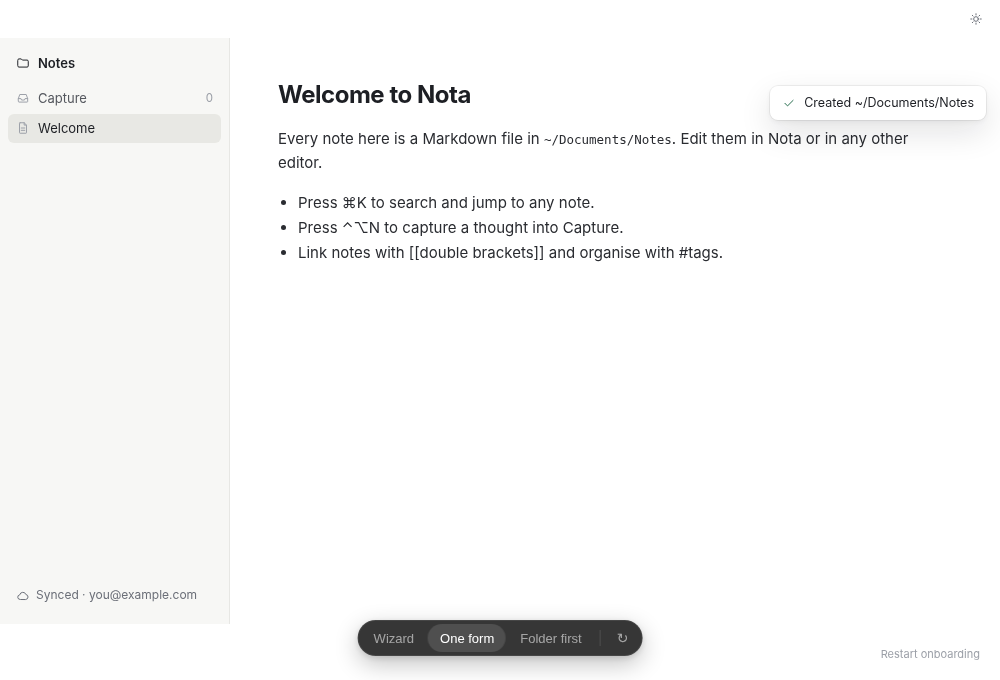 Notes
Capture 0
Welcome
Synced · you@example.com
Welcome to Nota
Created ~/Documents/Notes
Every note here is a Markdown file in ~/Documents/Notes. Edit them in Nota or in any other
editor.
• Press ⌘K to search and jump to any note.
• Press ⌃⌥N to capture a thought into Capture.
• Link notes with [[double brackets]] and organise with #tags.
Wizard One form Folder first ↻
Restart onboarding